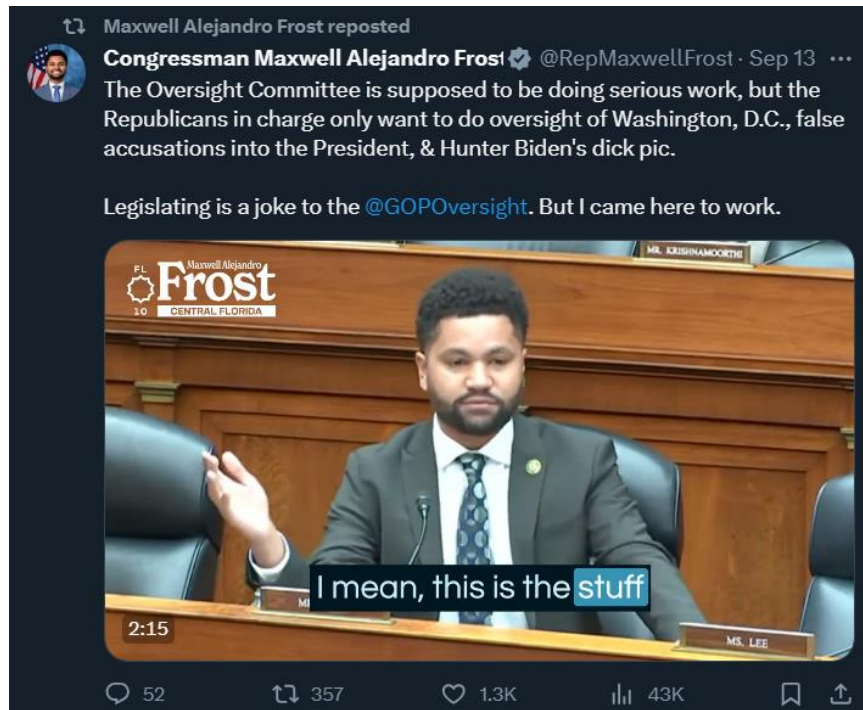 Maxwell Alejandro Frost reposted
Congressman Maxwell Alejandro Frost @RepMaxwellFrost · Sep 13 ...
The Oversight Committee is supposed to be doing serious work, but the
Republicans in charge only want to do oversight of Washington, D.C., false
accusations into the President, & Hunter Biden's dick pic.
Legislating is a joke to the @GOPOversight. But I came here to work.
MR. KRISHNAMOORTHI
Maxwell Alejandro
FL Frost
10 CENTRAL FLORIDA
I mean, this is the stuff
2:15
MS. LEE
52 357 1.3K 43K